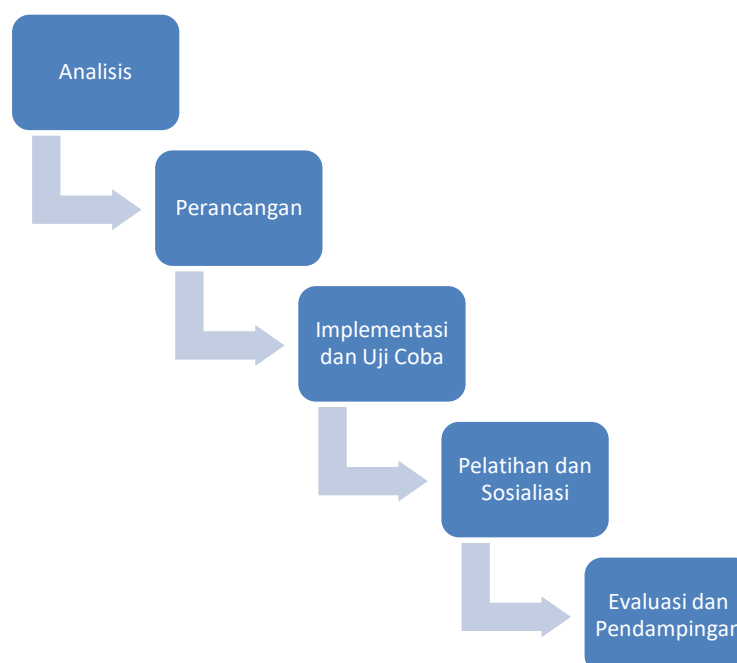 Analisis
Perancangan
Implementasi
dan Uji Coba
Pelatihan dan
Sosialiasi
Evaluasi dan
Pendampingan